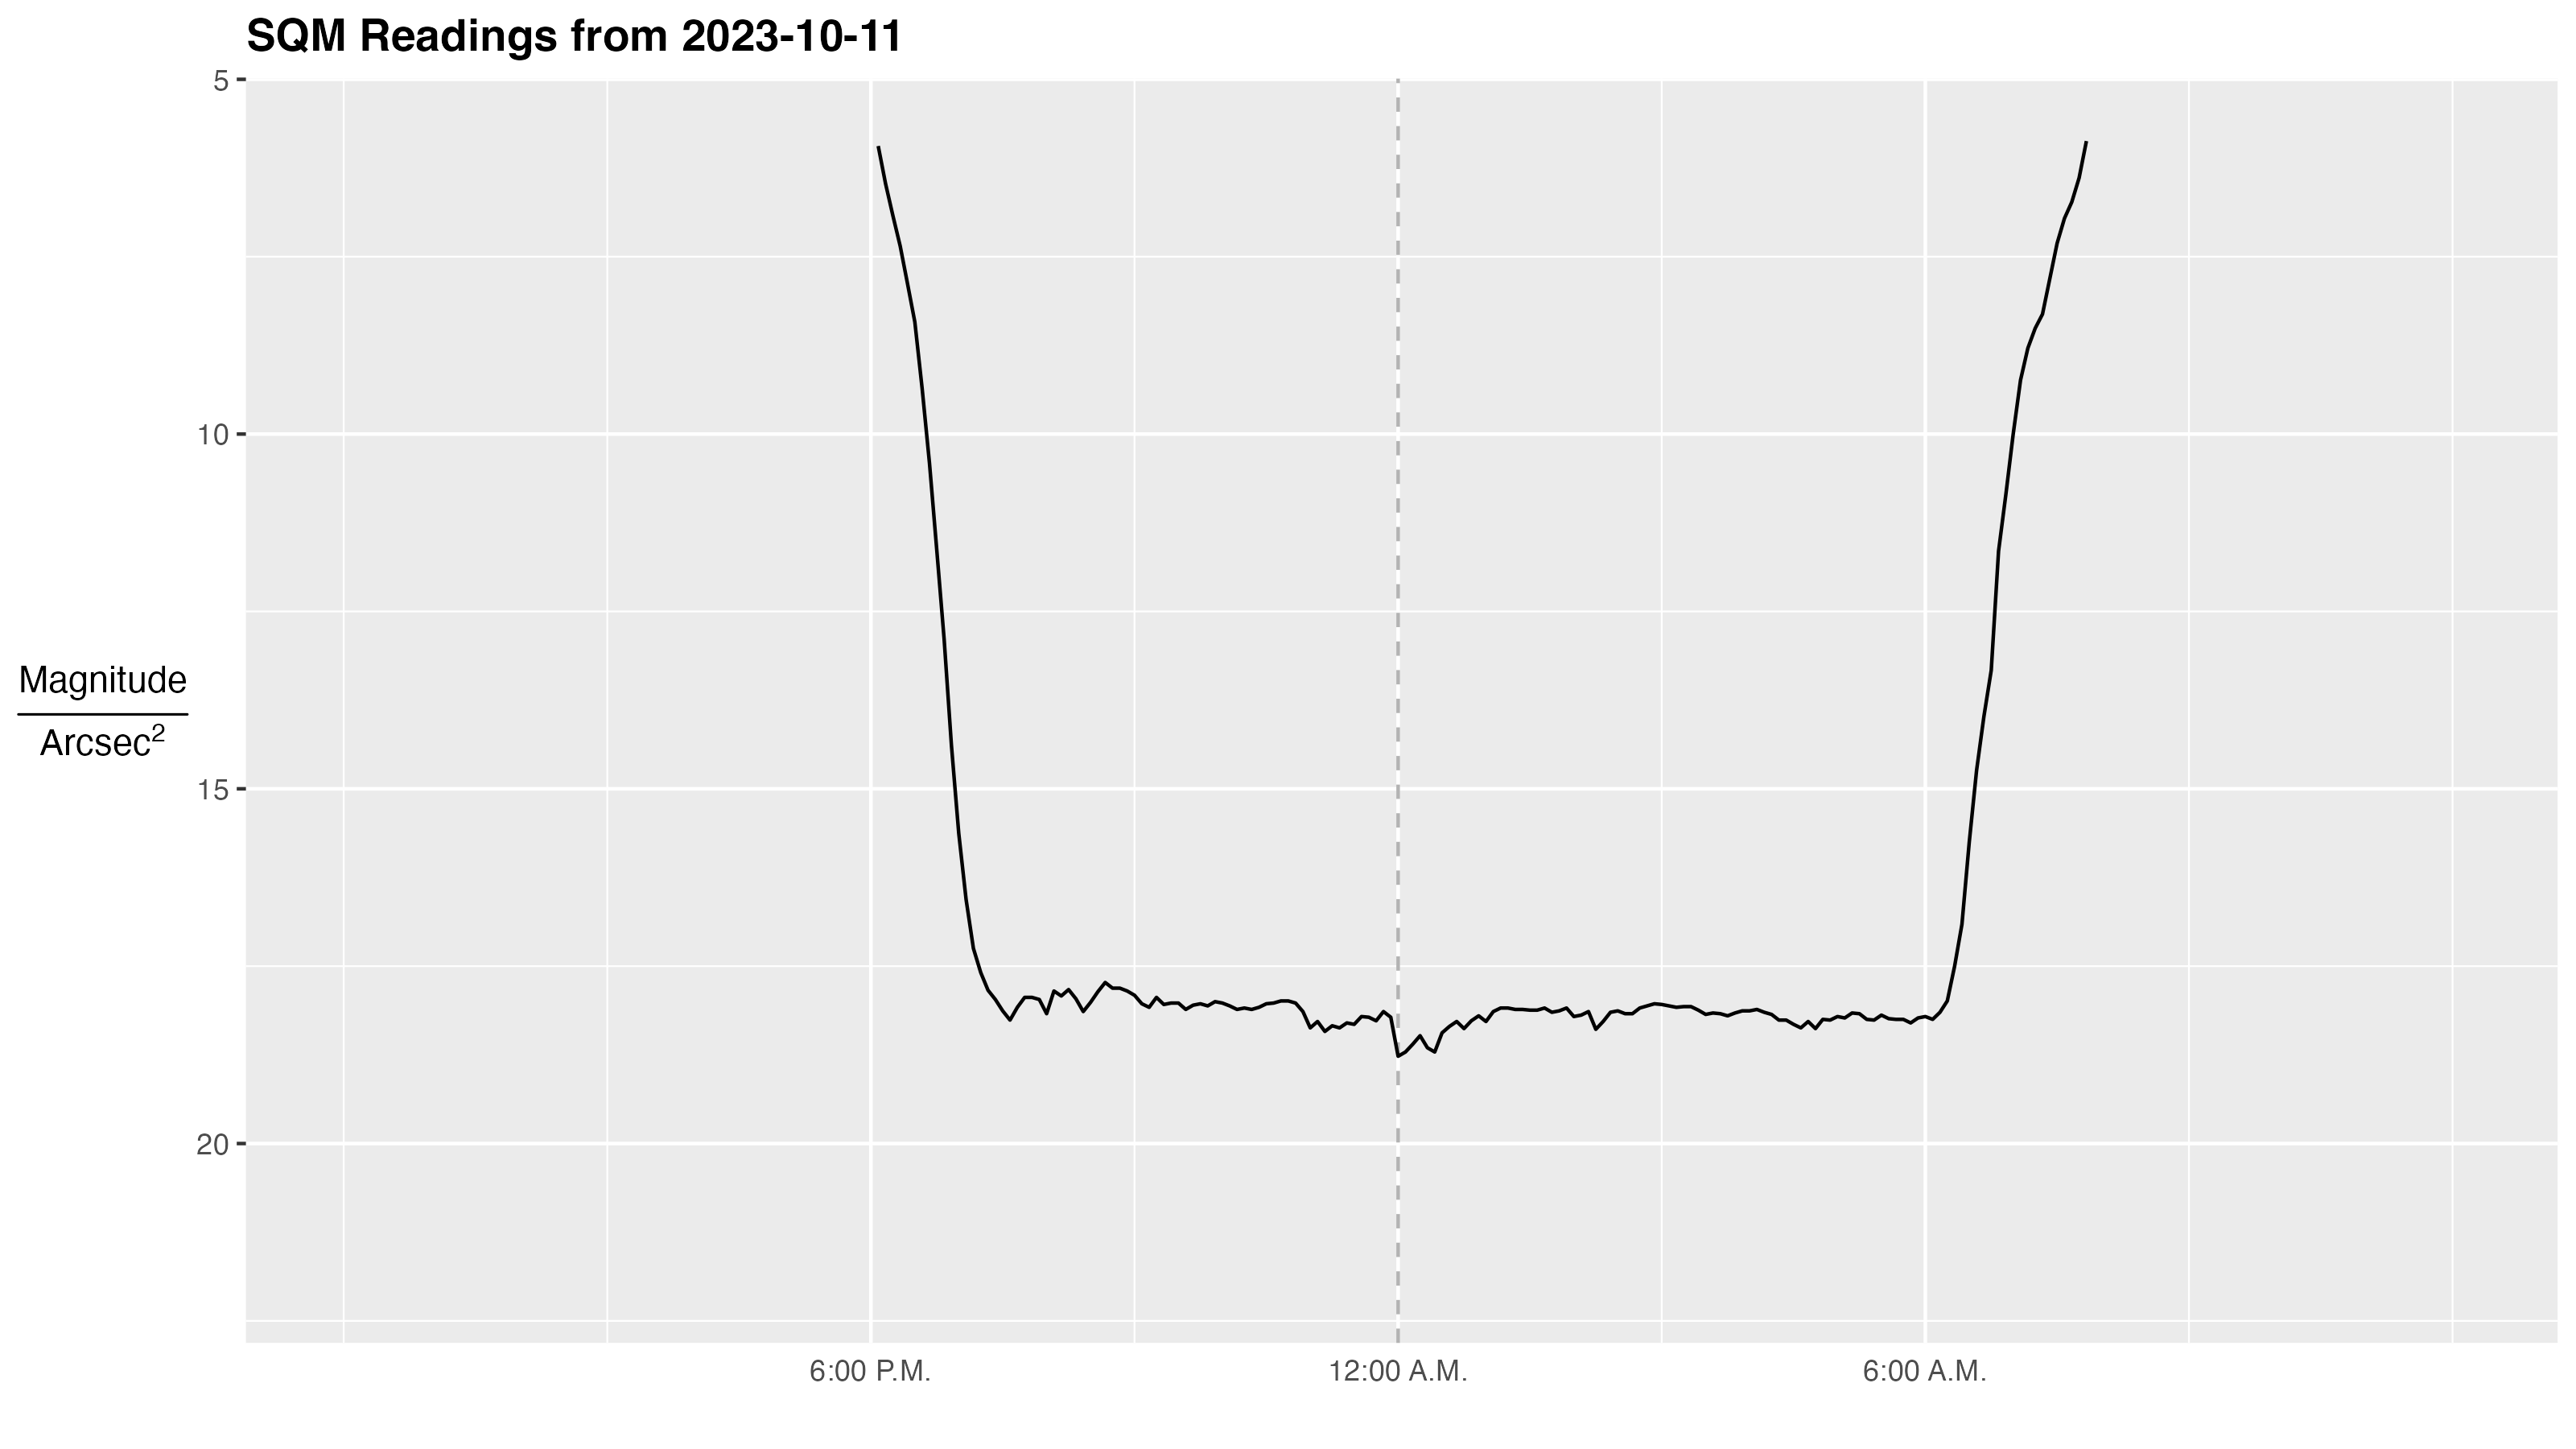 SQM Readings from 2023-10-11
5
10
15
20
Magnitude
Arcsec²
6:00 P.M.
12:00 A.M.
6:00 A.M.